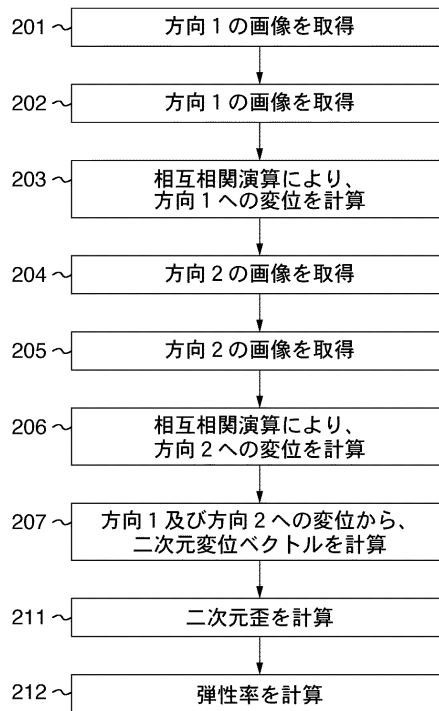 201 方向１の画像を取得
202 方向１の画像を取得
203 相互相関演算により、
方向１への変位を計算
204 方向２の画像を取得
205 方向２の画像を取得
206 相互相関演算により、
方向２への変位を計算
207 方向１及び方向２への変位から、
二次元変位ベクトルを計算
211 二次元歪を計算
212 弾性率を計算